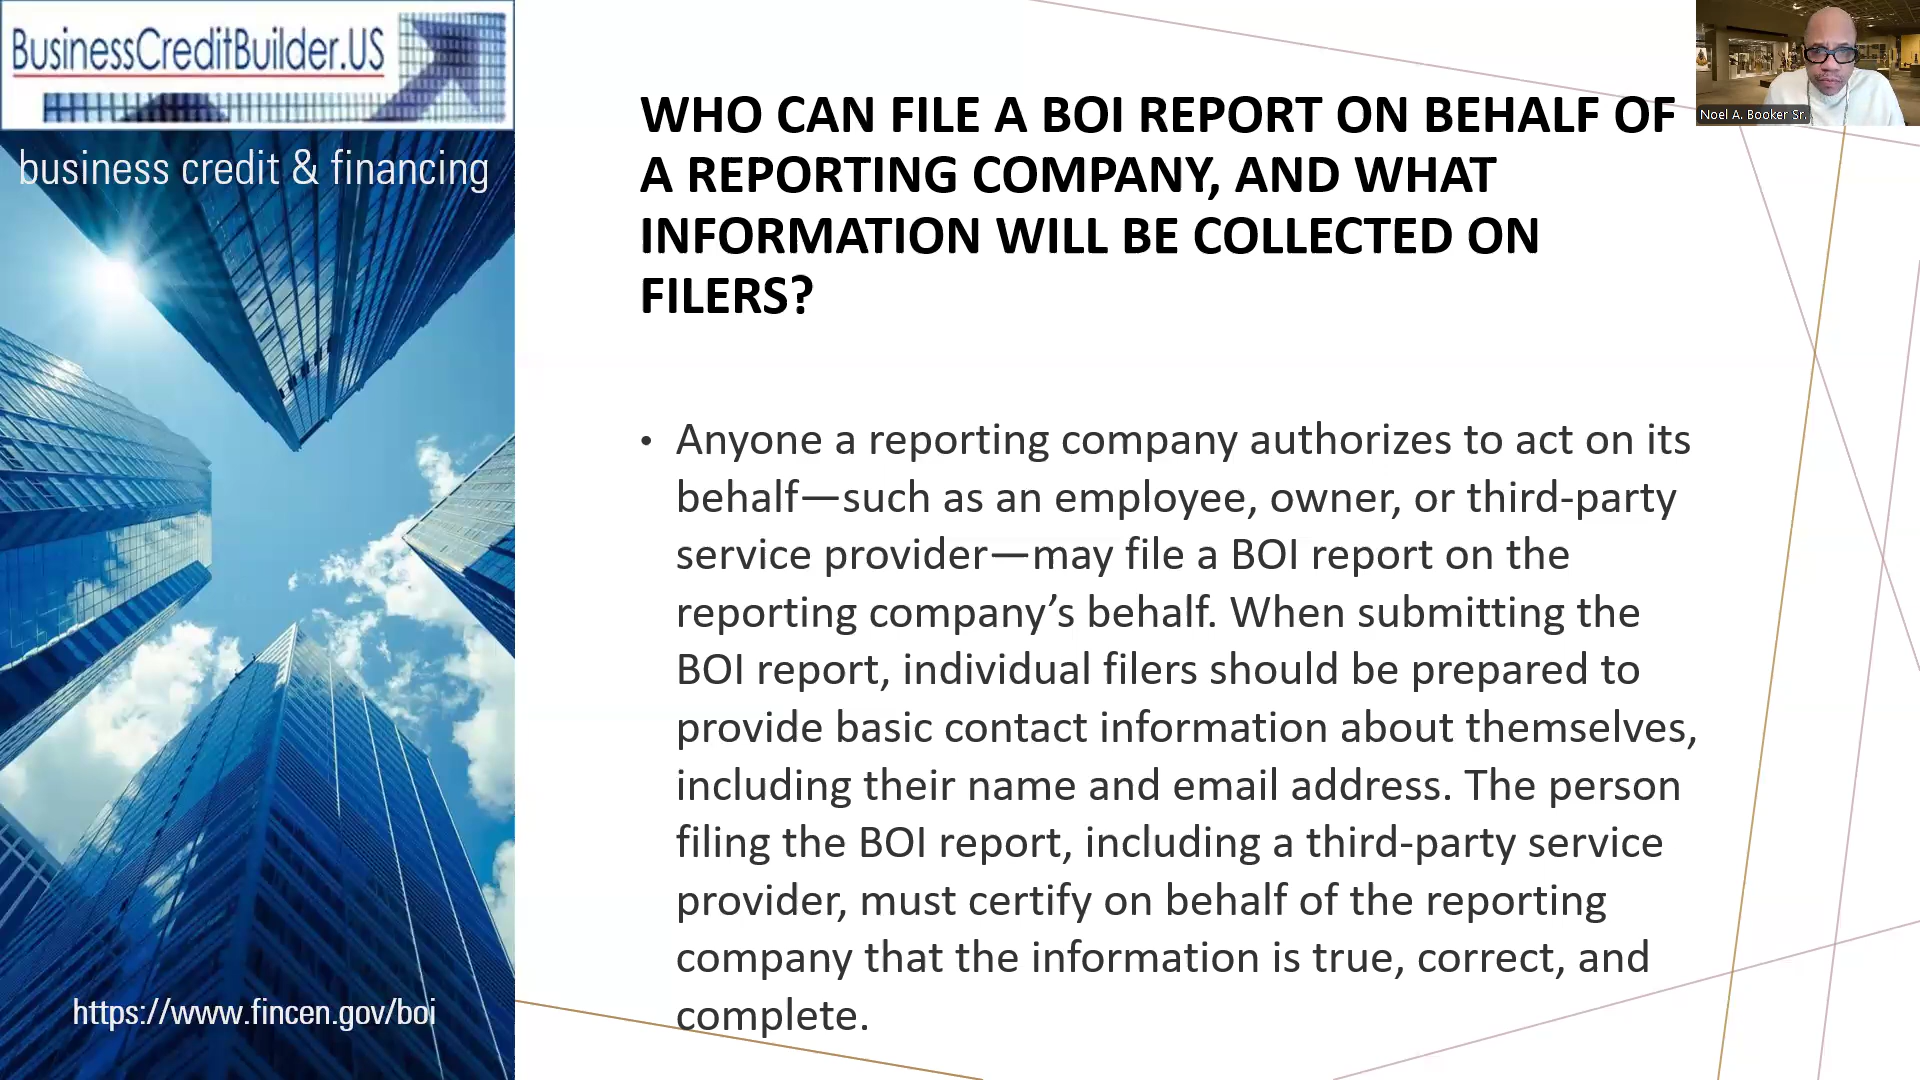 BusinessCreditBuilder.US
business credit & financing
https://www.fincen.gov/boi
WHO CAN FILE A BOI REPORT ON BEHALF OF
A REPORTING COMPANY, AND WHAT
INFORMATION WILL BE COLLECTED ON
FILERS?
• Anyone a reporting company authorizes to act on its
behalf—such as an employee, owner, or third-party
service provider—may file a BOI report on the
reporting company’s behalf. When submitting the
BOI report, individual filers should be prepared to
provide basic contact information about themselves,
including their name and email address. The person
filing the BOI report, including a third-party service
provider, must certify on behalf of the reporting
company that the information is true, correct, and
complete.
Noel A. Booker Sr.